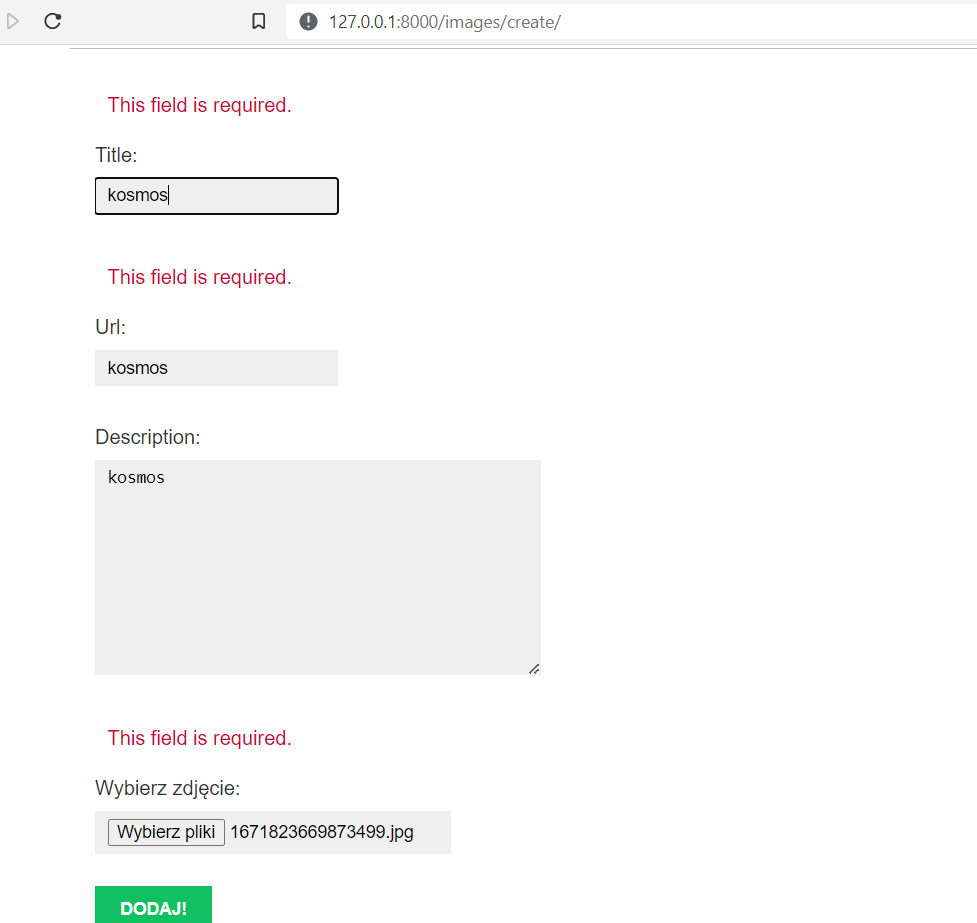 127.0.0.1:8000/images/create/
This field is required.
Title:
kosmos
This field is required.
Url:
kosmos
Description:
kosmos
This field is required.
Wybierz zdjęcie:
Wybierz pliki 1671823669873499.jpg
DODAJ!